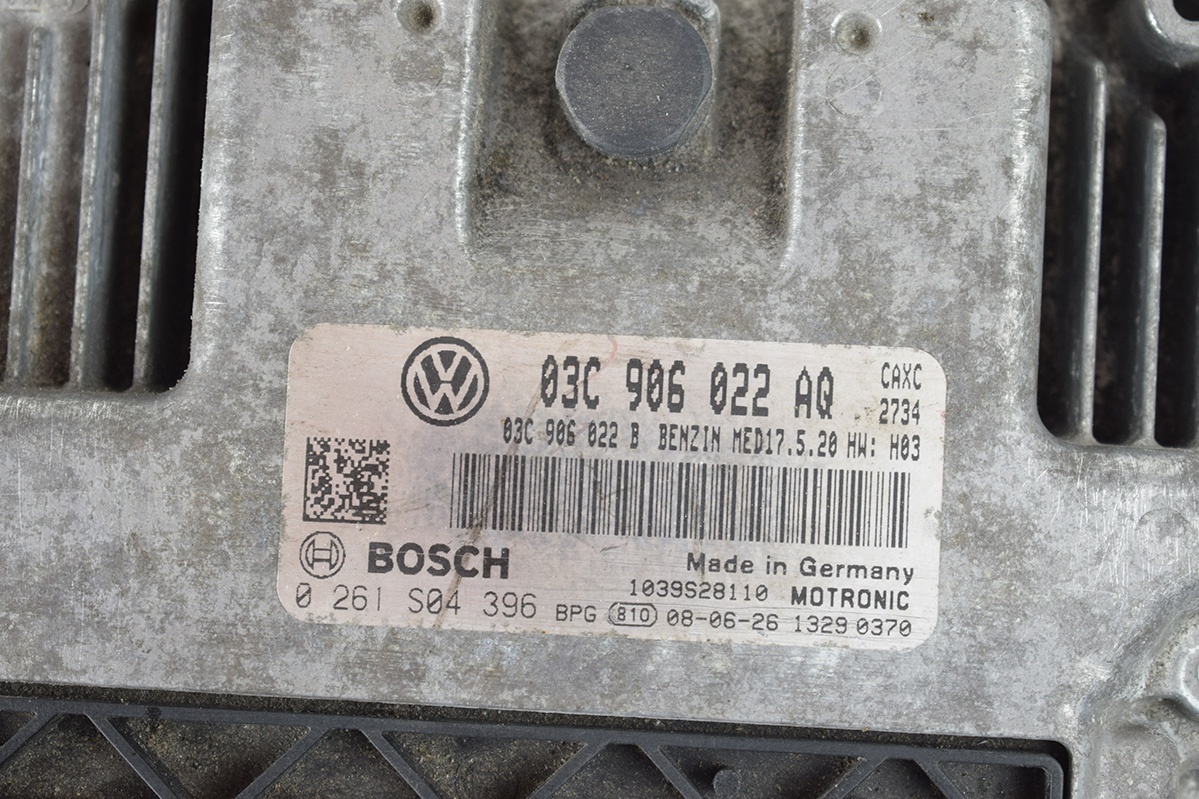 03C 906 022 AQ CAXC
2734
03C 906 022 B BENZIN MED17.5.20 HW: H03
BOSCH Made in Germany
1039S28110 MOTRONIC
0 261 S04 396 BPG 810 08-06-26 1329 0370